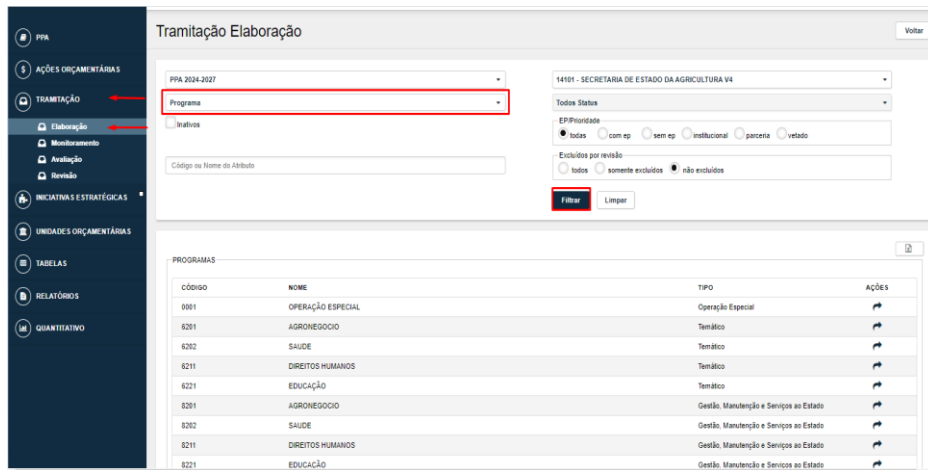 PPA
AÇÕES ORÇAMENTÁRIAS
TRAMITAÇÃO
Elaboração
Monitoramento
Avaliação
Revisão
INICIATIVAS ESTRATÉGICAS
UNIDADES ORÇAMENTÁRIAS
TABELAS
RELATÓRIOS
QUANTITATIVO
Tramitação Elaboração
Voltar
PPA 2024-2027
14101 - SECRETARIA DE ESTADO DA AGRICULTURA V4
Programa
Todos Status
Inativos
EP/Prioridade
todas com ep sem ep institucional parceria vetado
Código ou Nome do Atributo
Excluídos por revisão
todos somente excluídos não excluídos
Filtrar Limpar
PROGRAMAS
CÓDIGO NOME TIPO AÇÕES
0001 OPERAÇÃO ESPECIAL Operação Especial
6201 AGRONEGOCIO Temático
6202 SAUDE Temático
6211 DIREITOS HUMANOS Temático
6221 EDUCAÇÃO Temático
8201 AGRONEGOCIO Gestão, Manutenção e Serviços ao Estado
8202 SAUDE Gestão, Manutenção e Serviços ao Estado
8211 DIREITOS HUMANOS Gestão, Manutenção e Serviços ao Estado
8221 EDUCAÇÃO Gestão, Manutenção e Serviços ao Estado